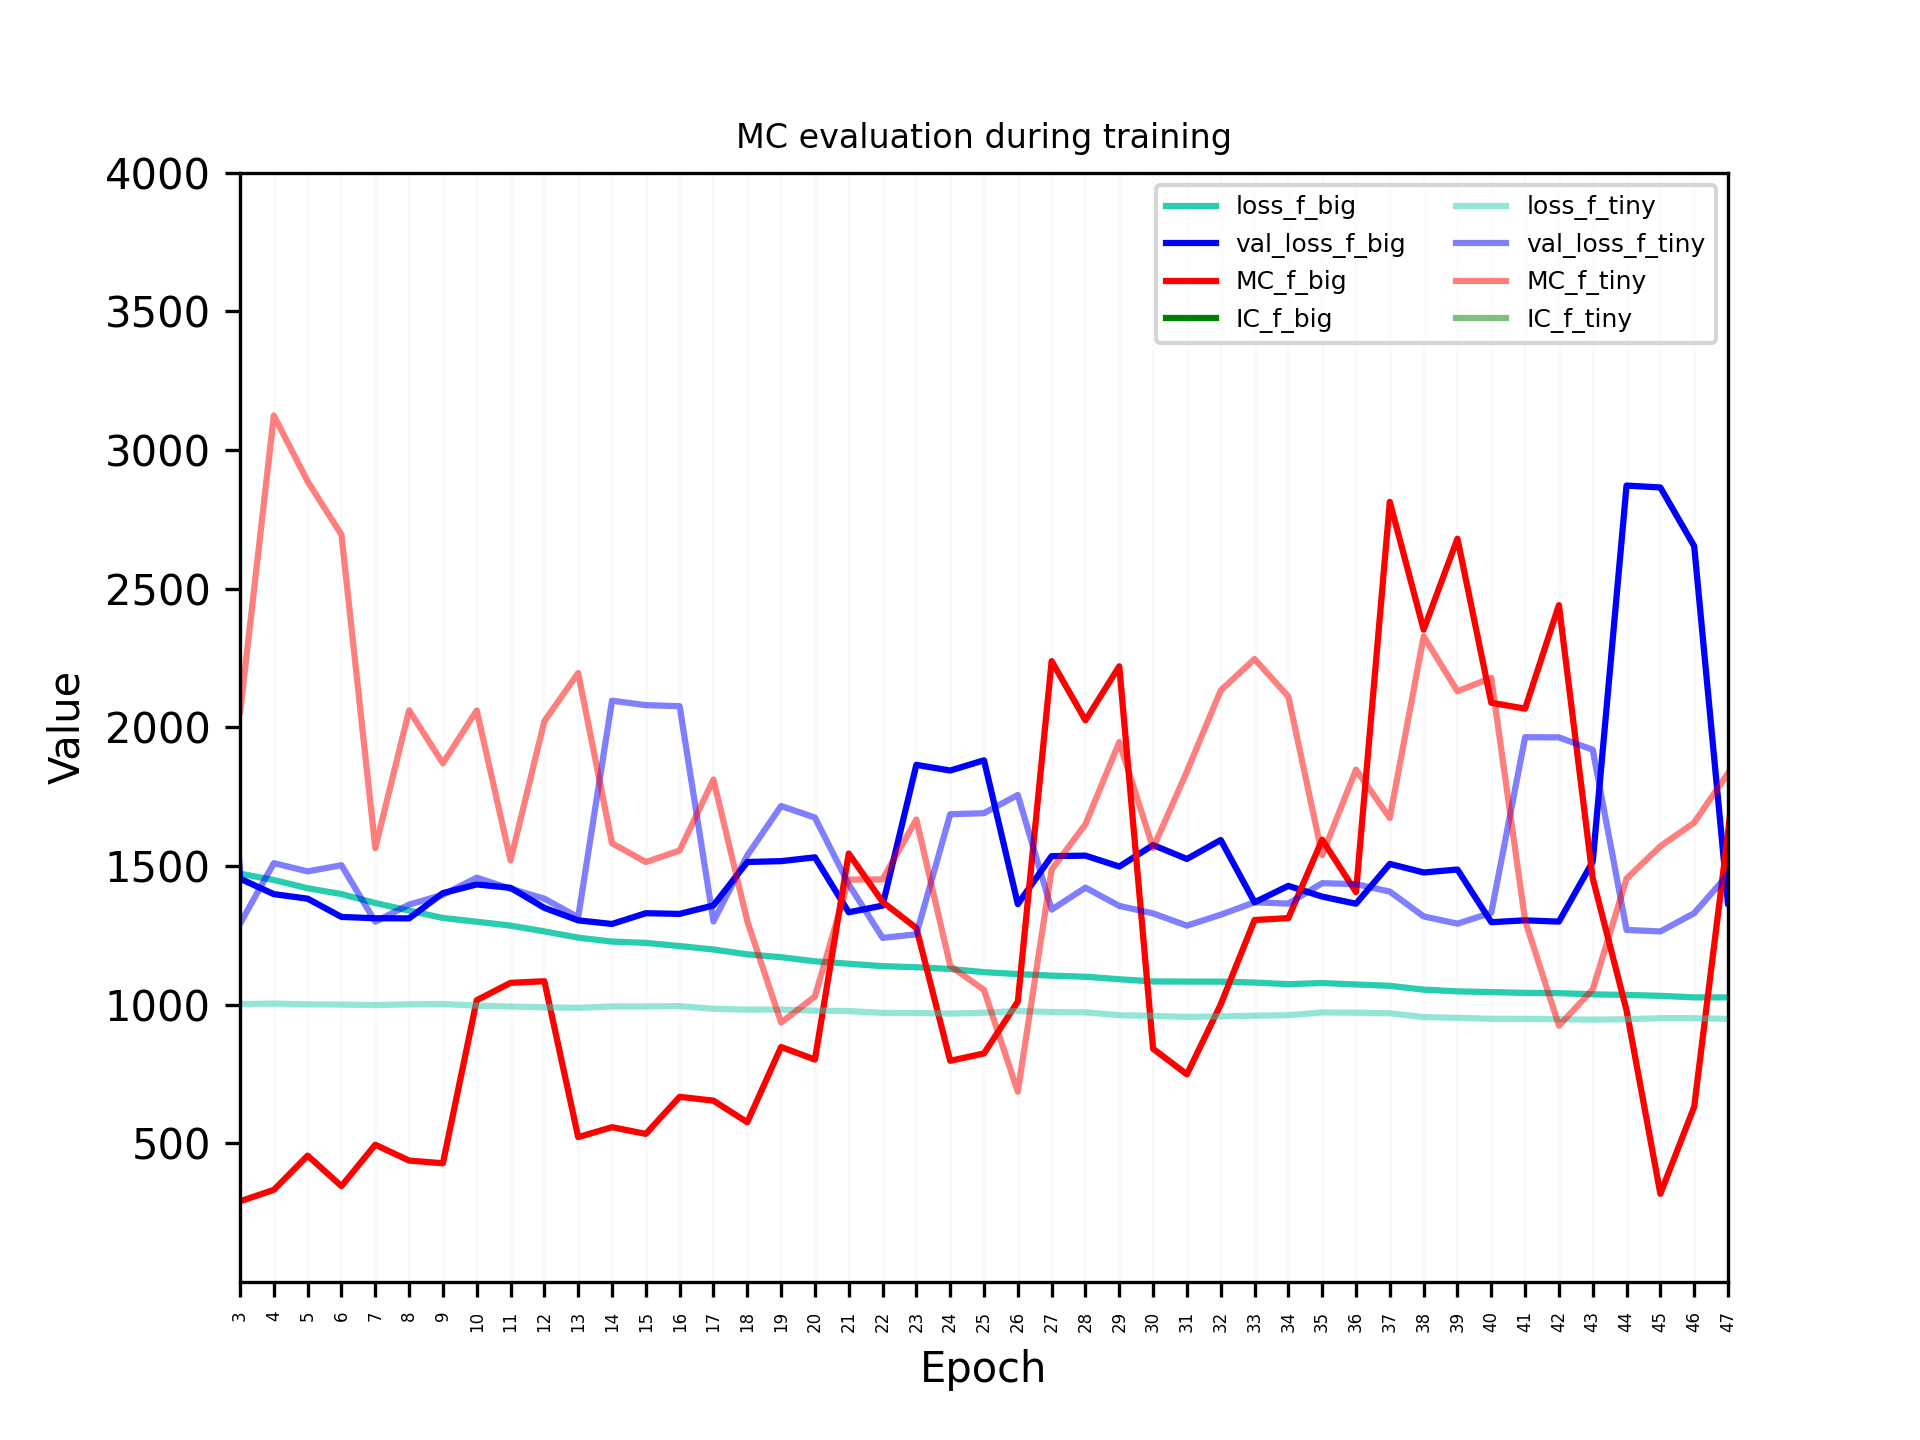 MC evaluation during training
4000
3500
3000
2500
2000
1500
1000
500
Value
loss_f_big
val_loss_f_big
MC_f_big
IC_f_big
loss_f_tiny
val_loss_f_tiny
MC_f_tiny
IC_f_tiny
3 4 5 6 7 8 9 10 11 12 13 14 15 16 17 18 19 20 21 22 23 24 25 26 27 28 29 30 31 32 33 34 35 36 37 38 39 40 41 42 43 44 45 46 47
Epoch